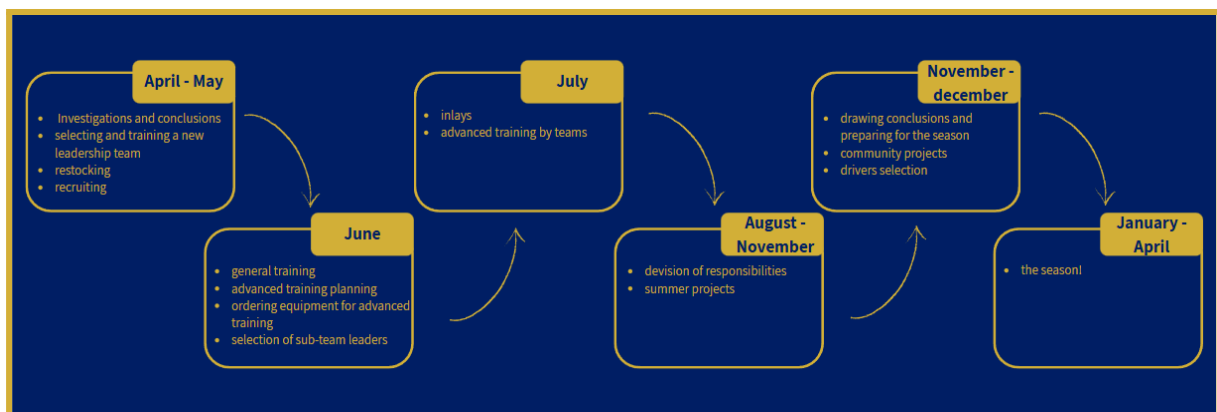 April - May
Investigations and conclusions
selecting and training a new
leadership team
restocking
recruiting
June
general training
advanced training planning
ordering equipment for advanced
training
selection of sub-team leaders
July
inlays
advanced training by teams
August -
November
devision of responsibilities
summer projects
November -
december
drawing conclusions and
preparing for the season
community projects
drivers selection
January -
April
the season!